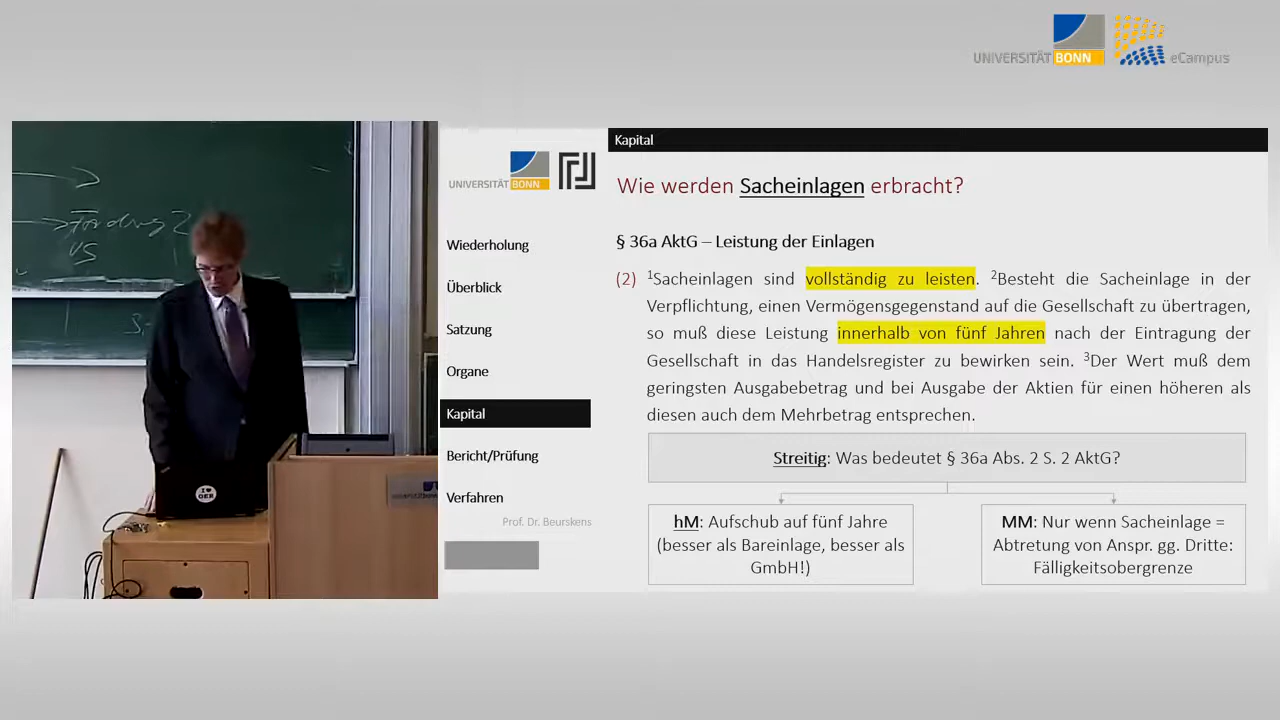 UNIVERSITÄT BONN
eCampus
Kapital
UNIVERSITÄT BONN
Wie werden Sacheinlagen erbracht?
Wiederholung
Überblick
Satzung
Organe
Kapital
Bericht/Prüfung
Verfahren
Prof. Dr. Beurskens
§ 36a AktG – Leistung der Einlagen
(2) ¹Sacheinlagen sind vollständig zu leisten. ²Besteht die Sacheinlage in der
Verpflichtung, einen Vermögensgegenstand auf die Gesellschaft zu übertragen,
so muß diese Leistung innerhalb von fünf Jahren nach der Eintragung der
Gesellschaft in das Handelsregister zu bewirken sein. ³Der Wert muß dem
geringsten Ausgabebetrag und bei Ausgabe der Aktien für einen höheren als
diesen auch dem Mehrbetrag entsprechen.
Streitig: Was bedeutet § 36a Abs. 2 S. 2 AktG?
hM: Aufschub auf fünf Jahre
(besser als Bareinlage, besser als
GmbH!)
MM: Nur wenn Sacheinlage =
Abtretung von Anspr. gg. Dritte:
Fälligkeitsobergrenze
VS